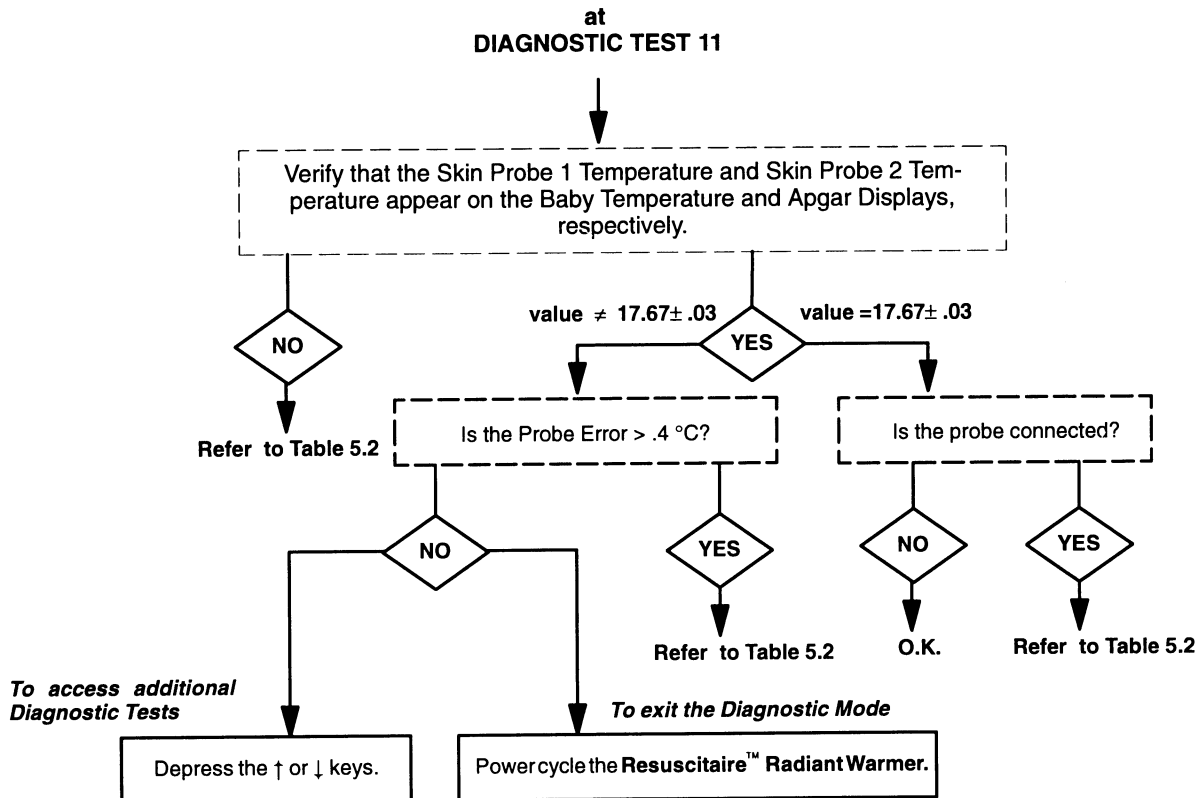 at
DIAGNOSTIC TEST 11
Verify that the Skin Probe 1 Temperature and Skin Probe 2 Tem-
perature appear on the Baby Temperature and Apgar Displays,
respectively.
value ≠ 17.67± .03
value =17.67± .03
NO
YES
Refer to Table 5.2
Is the Probe Error > .4 °C?
Is the probe connected?
NO
YES
NO
YES
Refer to Table 5.2
O.K.
Refer to Table 5.2
To access additional
Diagnostic Tests
To exit the Diagnostic Mode
Depress the ↑ or ↓ keys.
Power cycle the Resuscitaire™ Radiant Warmer.